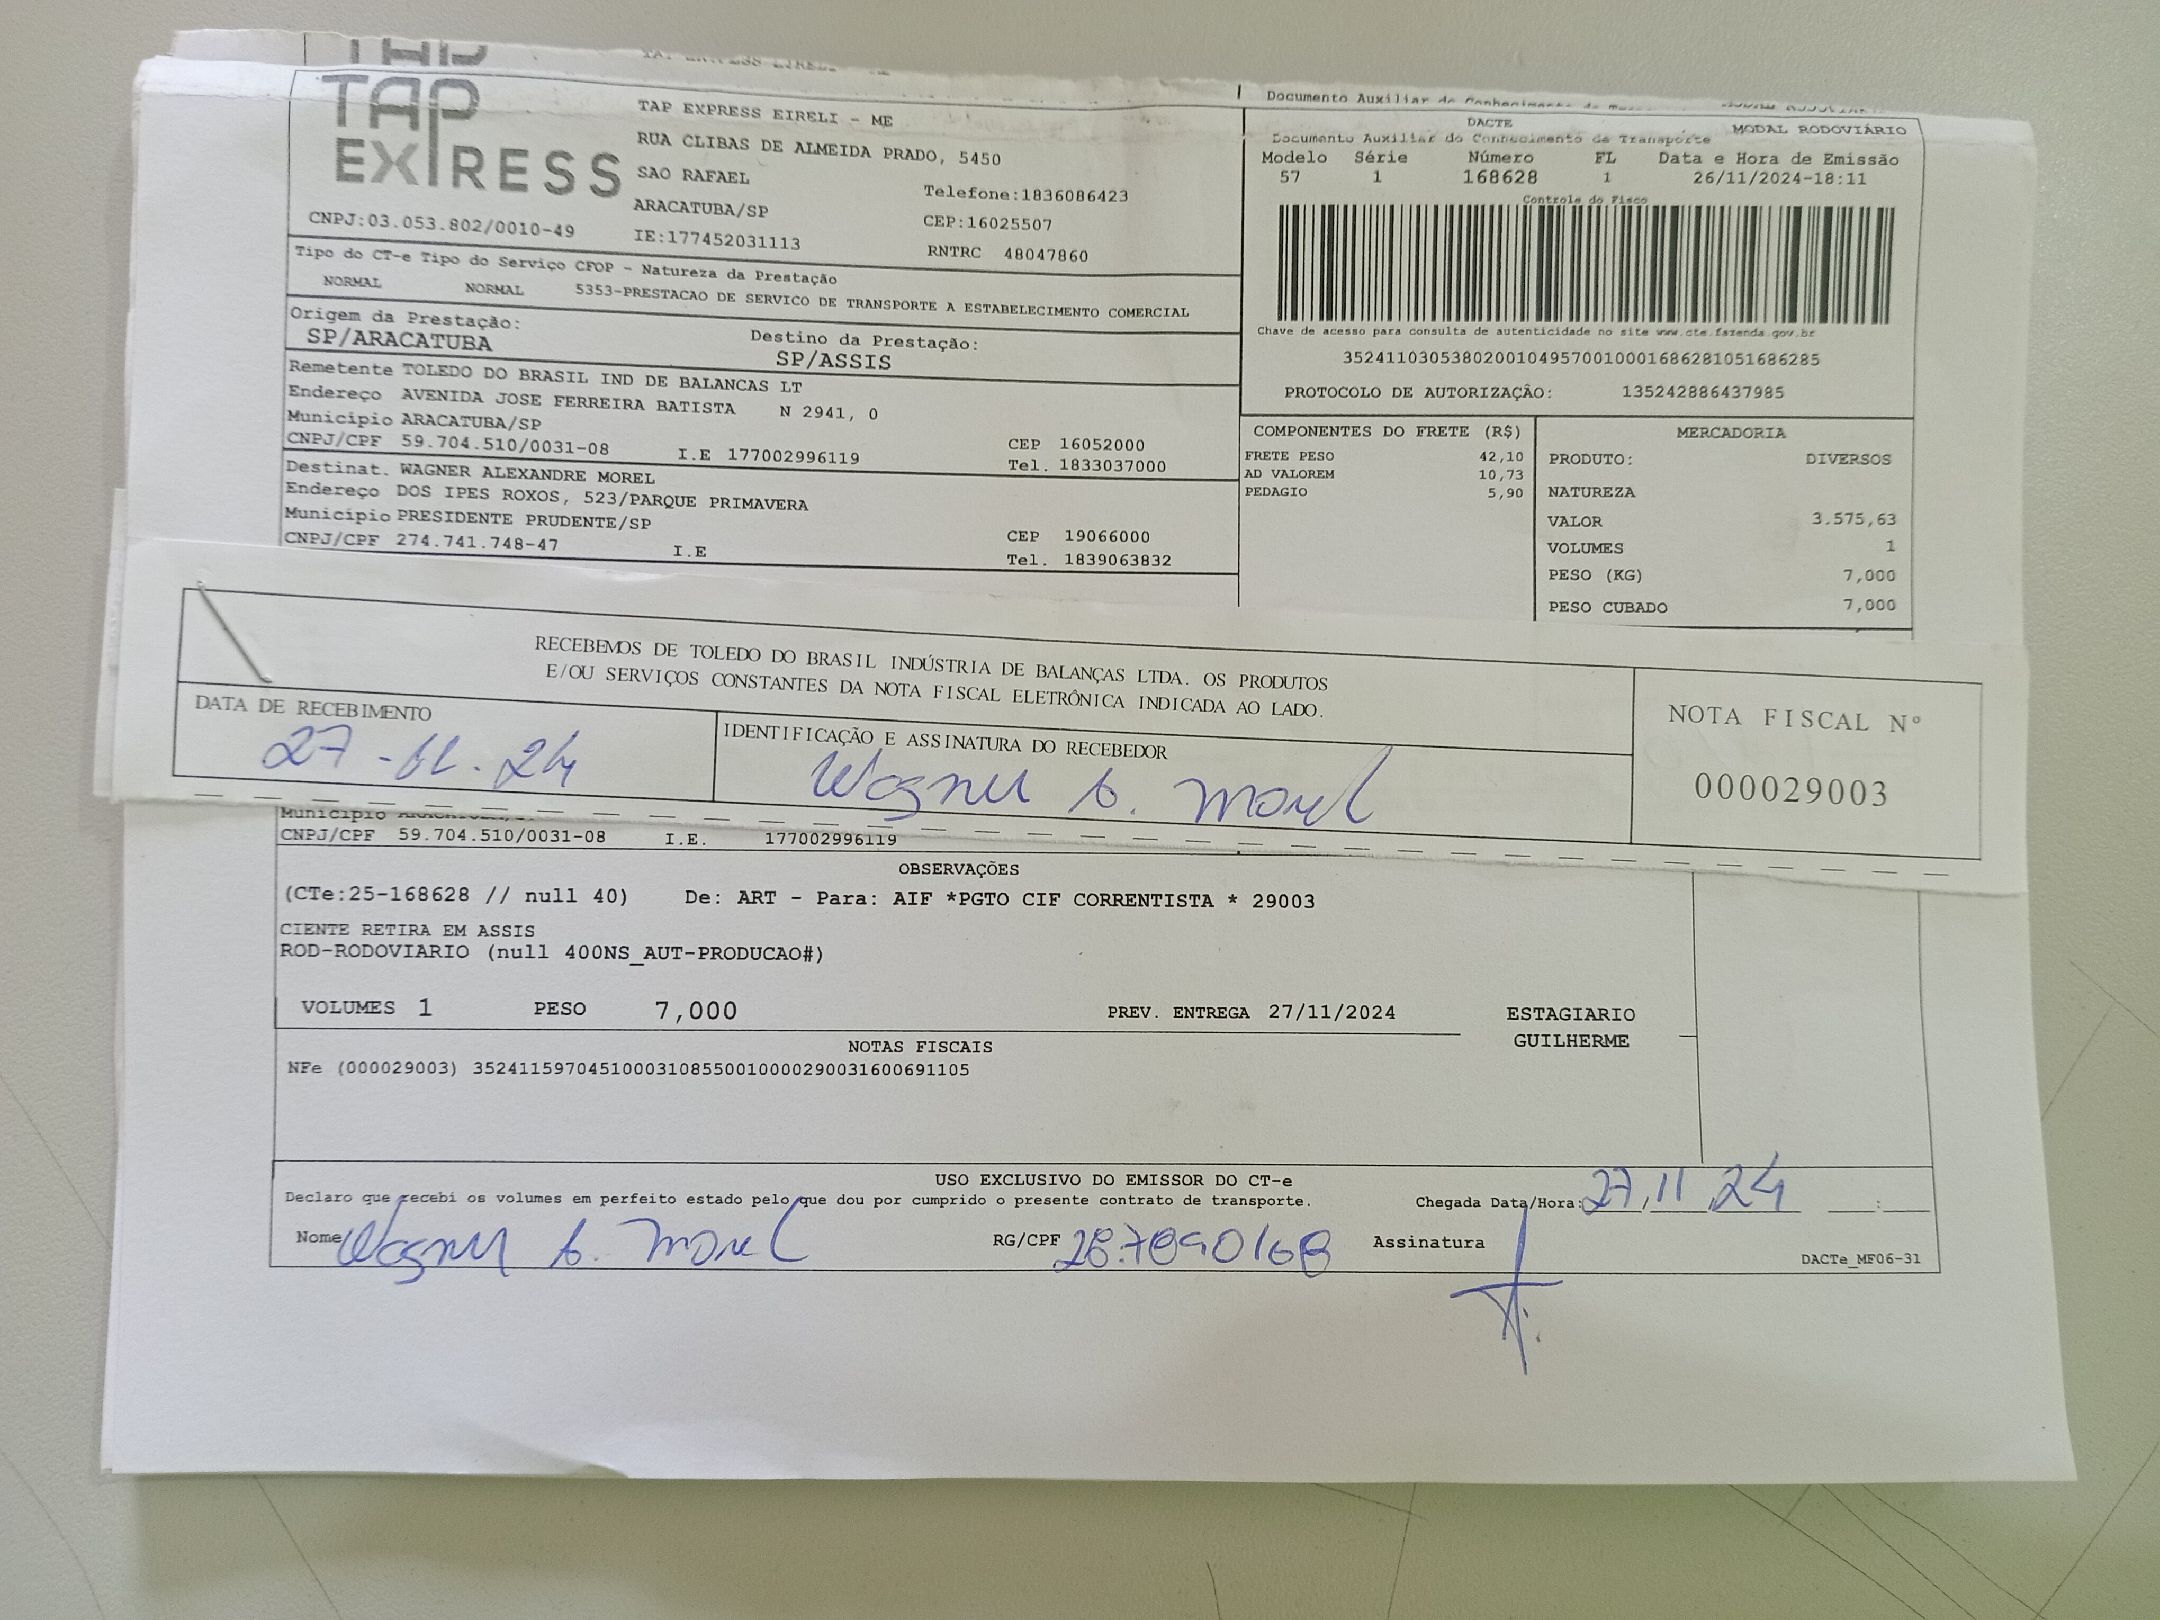 TAP EXPRESS EIRELI - ME
RUA CLIBAS DE ALMEIDA PRADO, 5450
SAO RAFAEL
Telefone:1836086423
ARACATUBA/SP
CEP:16025507
CNPJ:03.053.802/0010-49
IE:177452031113
RNTRC 48047860
TAP
EXPRESS
Documento Auxiliar do Conhecimento de
DACTE
MODAL RODOVIÁRIO
Documento Auxiliar do Conhecimento de Transporte
Modelo Série Número FL Data e Hora de Emissão
57 1 168628 1 26/11/2024-18:11
Controle do Fisco
Chave de acesso para consulta de autenticidade no site www.cte.fazenda.gov.br
35241103053802001049570010001686281051686285
PROTOCOLO DE AUTORIZAÇÃO: 135242886437985
Tipo do CT-e Tipo do Serviço CFOP - Natureza da Prestação
NORMAL NORMAL 5353-PRESTACAO DE SERVICO DE TRANSPORTE A ESTABELECIMENTO COMERCIAL
Origem da Prestação: Destino da Prestação:
SP/ARACATUBA SP/ASSIS
Remetente TOLEDO DO BRASIL IND DE BALANCAS LT
Endereço AVENIDA JOSE FERREIRA BATISTA N 2941, 0
Município ARACATUBA/SP CEP 16052000
CNPJ/CPF 59.704.510/0031-08 I.E 177002996119 Tel. 1833037000
Destinat. WAGNER ALEXANDRE MOREL
Endereço DOS IPES ROXOS, 523/PARQUE PRIMAVERA
Município PRESIDENTE PRUDENTE/SP CEP 19066000
CNPJ/CPF 274.741.748-47 I.E Tel. 1839063832
COMPONENTES DO FRETE (R$)
FRETE PESO 42,10
AD VALOREM 10,73
PEDAGIO 5,90
MERCADORIA
PRODUTO: DIVERSOS
NATUREZA
VALOR 3.575,63
VOLUMES 1
PESO (KG) 7,000
PESO CUBADO 7,000
RECEBEMOS DE TOLEDO DO BRASIL INDÚSTRIA DE BALANÇAS LTDA. OS PRODUTOS
E/OU SERVIÇOS CONSTANTES DA NOTA FISCAL ELETRÔNICA INDICADA AO LADO.
DATA DE RECEBIMENTO
27-11.24
IDENTIFICAÇÃO E ASSINATURA DO RECEBEDOR
Wagner A. Morel
NOTA FISCAL Nº
000029003
Município
CNPJ/CPF 59.704.510/0031-08 I.E. 177002996119
OBSERVAÇÕES
(CTe:25-168628 // null 40) De: ART - Para: AIF *PGTO CIF CORRENTISTA * 29003
CIENTE RETIRA EM ASSIS
ROD-RODOVIARIO (null 400NS_AUT-PRODUCAO#)
VOLUMES 1 PESO 7,000 PREV. ENTREGA 27/11/2024 ESTAGIARIO
GUILHERME
NOTAS FISCAIS
NFe (000029003) 35241159704510003108550010000290031600691105
USO EXCLUSIVO DO EMISSOR DO CT-e
Declaro que recebi os volumes em perfeito estado pelo que dou por cumprido o presente contrato de transporte. Chegada Data/Hora: 27,11,24 :
Nome Wagner A. Morel RG/CPF Assinatura
DACTe_MF06-31